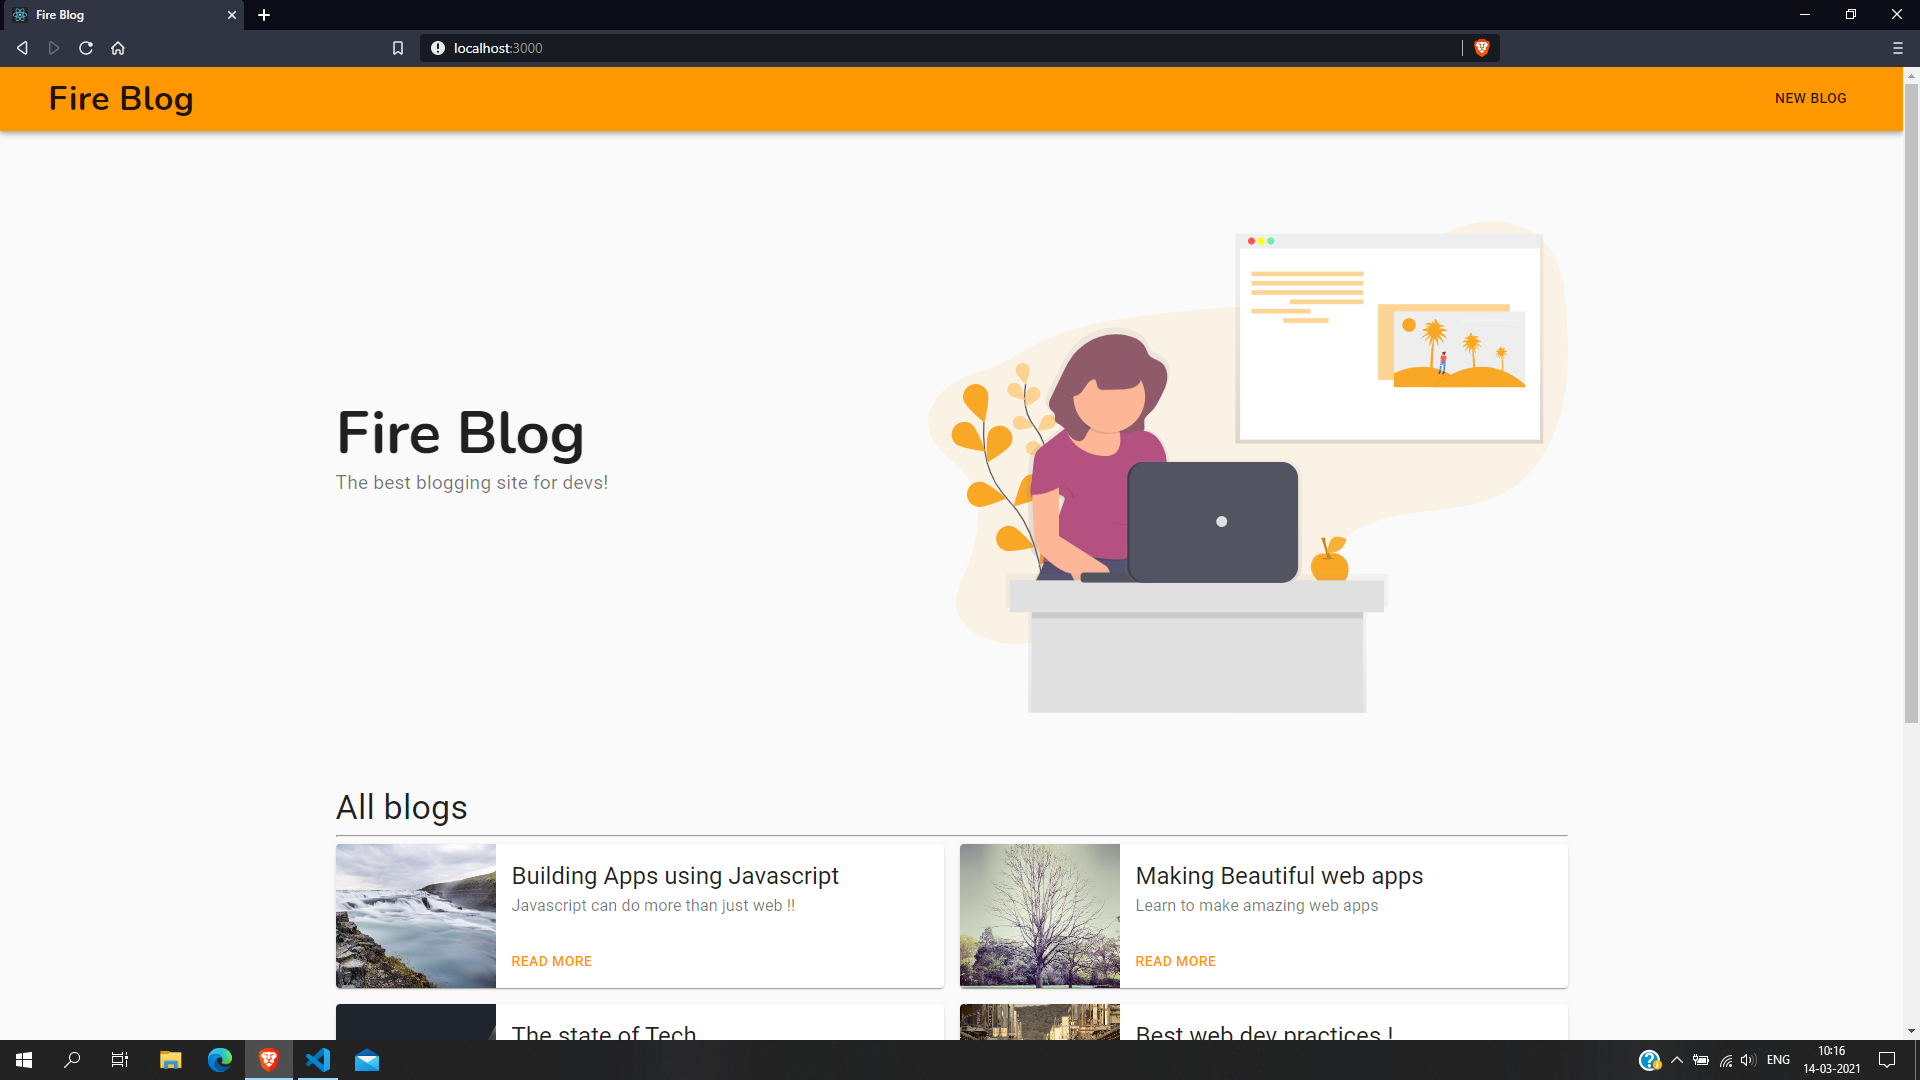 Fire Blog
localhost:3000
Fire Blog
NEW BLOG
Fire Blog
The best blogging site for devs!
All blogs
Building Apps using Javascript
Javascript can do more than just web !!
READ MORE
Making Beautiful web apps
Learn to make amazing web apps
READ MORE
The state of Tech
Best web dev practices !
ENG
10:16
14-03-2021